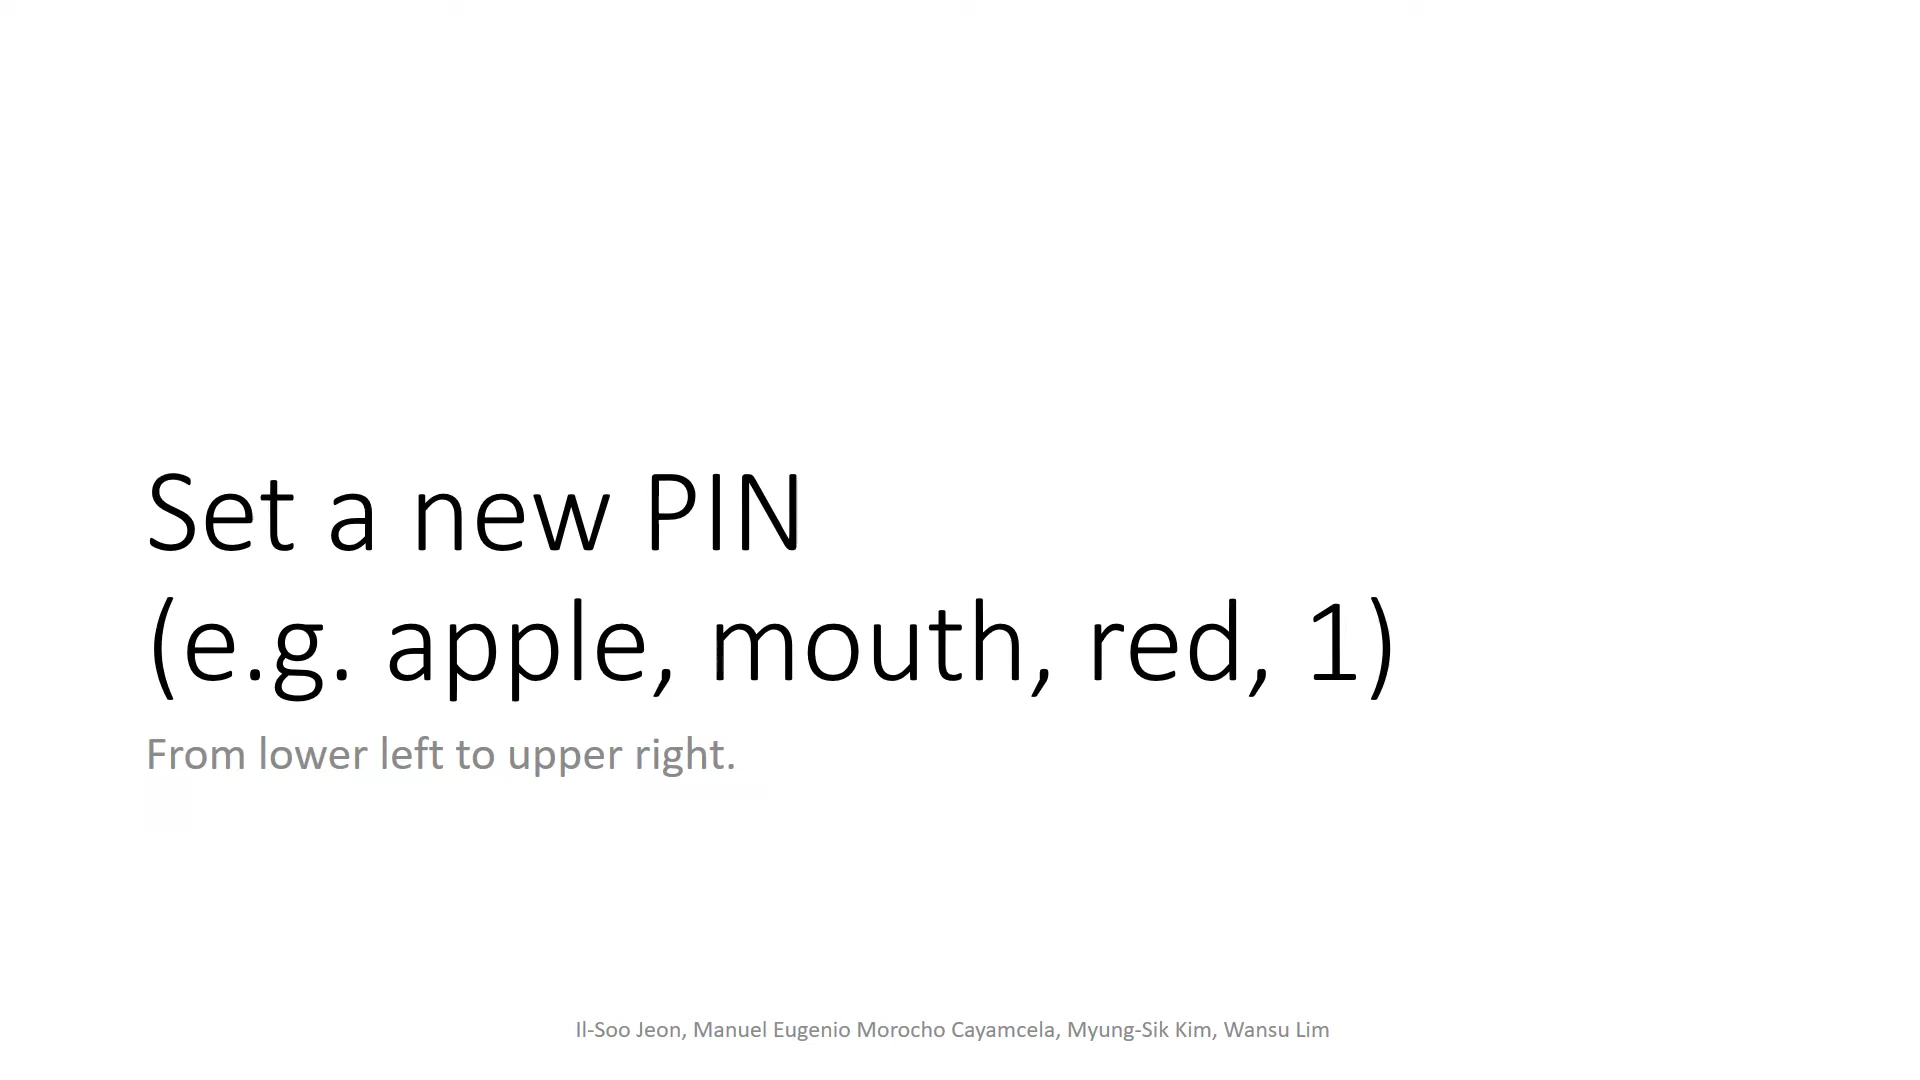 Set a new PIN
(e.g. apple, mouth, red, 1)
From lower left to upper right.
Il-Soo Jeon, Manuel Eugenio Morocho Cayamcela, Myung-Sik Kim, Wansu Lim